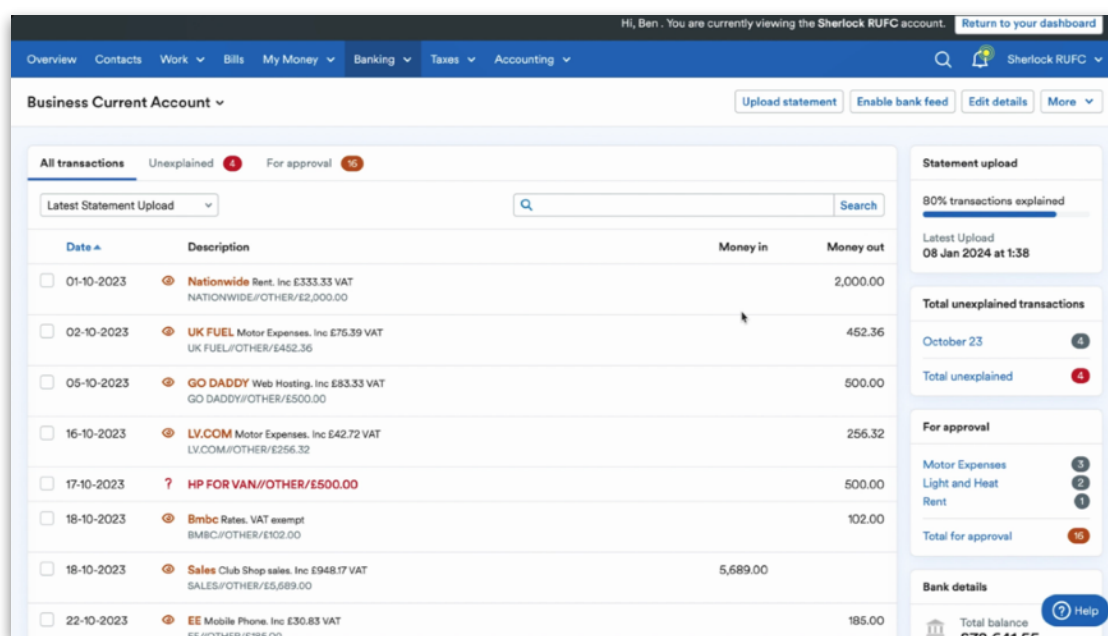 Hi, Ben . You are currently viewing the Sherlock RUFC account. Return to your dashboard
Overview Contacts Work Bills My Money Banking Taxes Accounting Sherlock RUFC
Business Current Account Upload statement Enable bank feed Edit details More
All transactions Unexplained 4 For approval 16
Latest Statement Upload Search
Date Description Money in Money out
01-10-2023 Nationwide Rent. Inc £333.33 VAT 2,000.00
NATIONWIDE//OTHER/£2,000.00
02-10-2023 UK FUEL Motor Expenses. Inc £75.39 VAT 452.36
UK FUEL//OTHER/£452.36
05-10-2023 GO DADDY Web Hosting. Inc £83.33 VAT 500.00
GO DADDY//OTHER/£500.00
16-10-2023 LV.COM Motor Expenses. Inc £42.72 VAT 256.32
LV.COM//OTHER/£256.32
17-10-2023 ? HP FOR VAN//OTHER/£500.00 500.00
18-10-2023 Bmbc Rates. VAT exempt 102.00
BMBC//OTHER/£102.00
18-10-2023 Sales Club Shop sales. Inc £948.17 VAT 5,689.00
SALES//OTHER/£5,689.00
22-10-2023 EE Mobile Phone. Inc £30.83 VAT 185.00
Statement upload
80% transactions explained
Latest Upload
08 Jan 2024 at 1:38
Total unexplained transactions
October 23 4
Total unexplained 4
For approval
Motor Expenses 3
Light and Heat 2
Rent 1
Total for approval 16
Bank details
Total balance
? Help